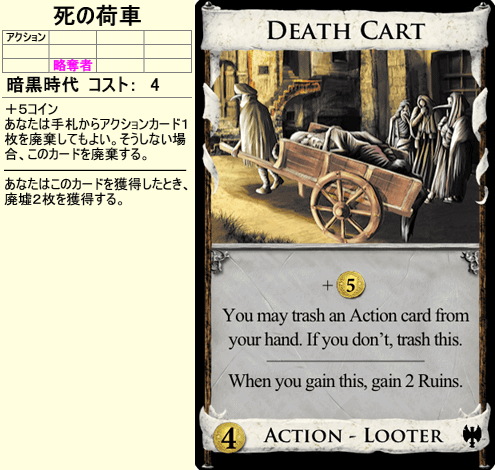 死の荷車
アクション
略奪者
暗黒時代 コスト: 4
＋５コイン
あなたは手札からアクションカード１
枚を廃棄してもよい。そうしない場
合、このカードを廃棄する。
あなたはこのカードを獲得したとき、
廃墟２枚を獲得する。
DEATH CART
+ 5
You may trash an Action card from
your hand. If you don't, trash this.
When you gain this, gain 2 Ruins.
4 ACTION - LOOTER